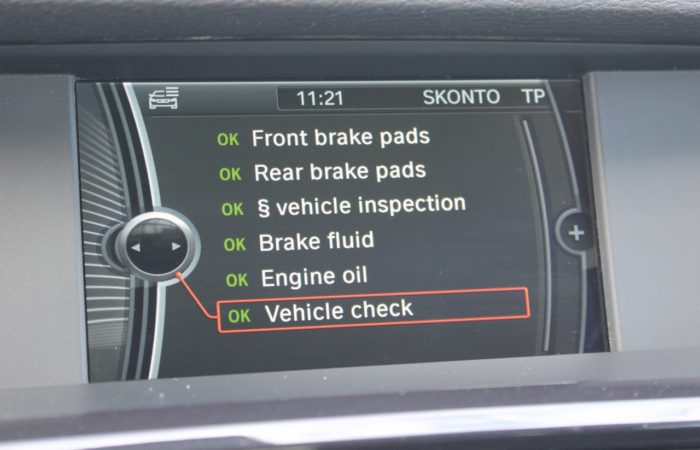 11:21 SKONTO TP
OK Front brake pads
OK Rear brake pads
OK § vehicle inspection
OK Brake fluid
OK Engine oil
OK Vehicle check